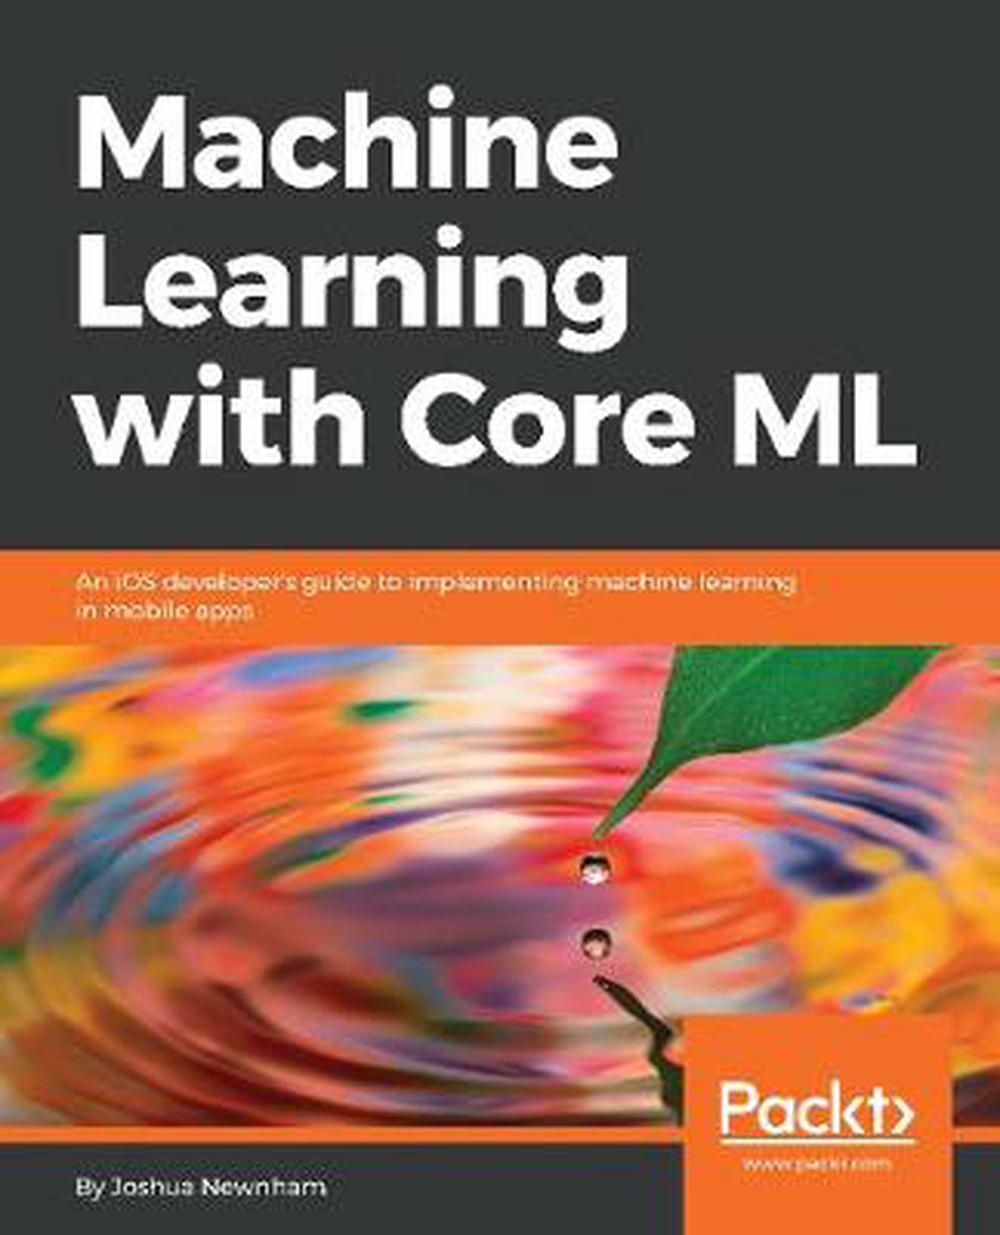 Machine
Learning
with Core ML
An iOS developer's guide to implementing machine learning
in mobile apps
Packt>
www.packt.com
By Joshua Newnham